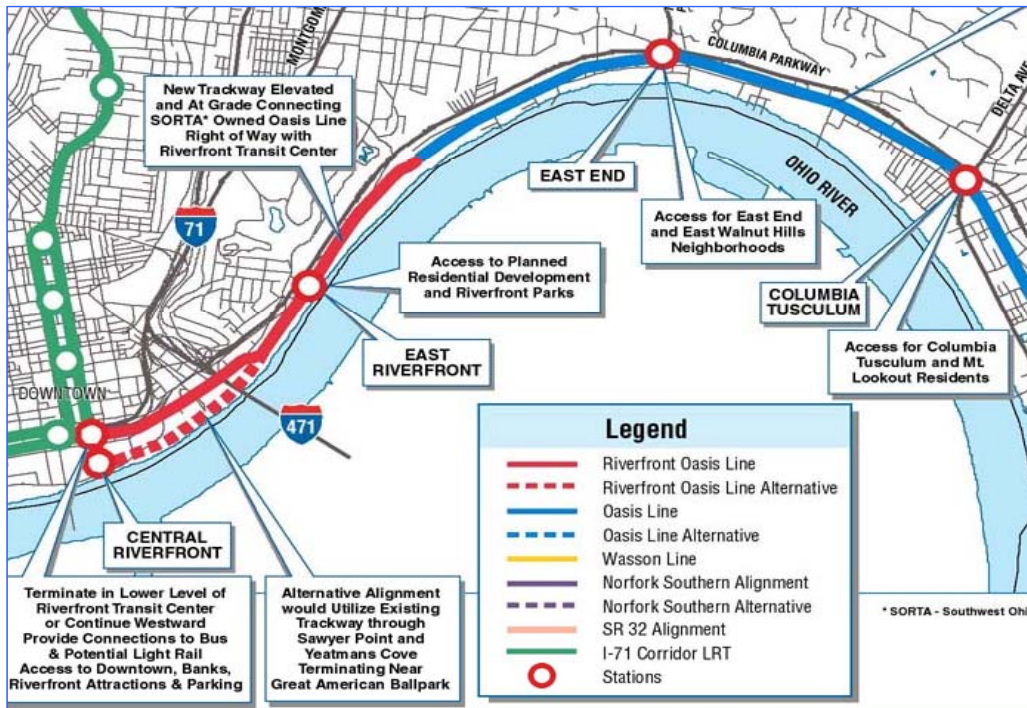 MONTGOM
COLUMBIA PARKWAY
DELTA AVE
New Trackway Elevated
and At Grade Connecting
SORTA* Owned Oasis Line
Right of Way with
Riverfront Transit Center
EAST END
OHIO RIVER
71
Access for East End
and East Walnut Hills
Neighborhoods
Access to Planned
Residential Development
and Riverfront Parks
COLUMBIA
TUSCULUM
EAST
RIVERFRONT
Access for Columbia
Tusculum and Mt.
Lookout Residents
DOWNTOWN
471
CENTRAL
RIVERFRONT
Terminate in Lower Level of
Riverfront Transit Center
or Continue Westward
Provide Connections to Bus
& Potential Light Rail
Access to Downtown, Banks,
Riverfront Attractions & Parking
Alternative Alignment
would Utilize Existing
Trackway through
Sawyer Point and
Yeatmans Cove
Terminating Near
Great American Ballpark
Legend
Riverfront Oasis Line
Riverfront Oasis Line Alternative
Oasis Line
Oasis Line Alternative
Wasson Line
Norfork Southern Alignment
Norfork Southern Alternative
SR 32 Alignment
I-71 Corridor LRT
Stations
* SORTA - Southwest Ohi